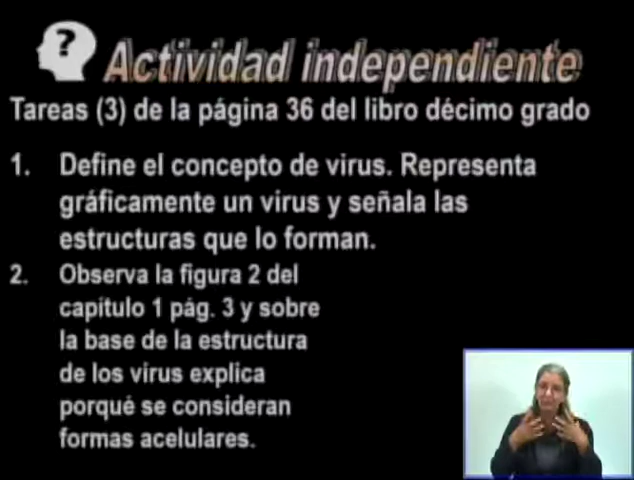 ?
Actividad independiente
Tareas (3) de la página 36 del libro décimo grado
1. Define el concepto de virus. Representa
gráficamente un virus y señala las
estructuras que lo forman.
2. Observa la figura 2 del
capítulo 1 pág. 3 y sobre
la base de la estructura
de los virus explica
porqué se consideran
formas acelulares.